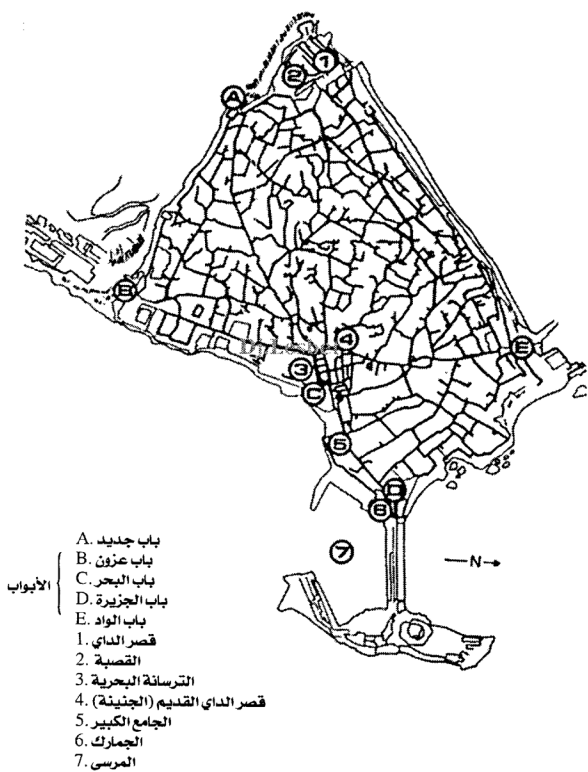 1
2
A
B
4
3
E
C
5
D
6
7
N
A. باب جديد
B. باب عزون
C. باب البحر
D. باب الجزيرة
E. باب الواد
الأبواب
1. قصر الداي
2. القصبة
3. الترسانة البحرية
4. قصر الداي القديم (الجنينة)
5. الجامع الكبير
6. الجمارك
7. المرسى